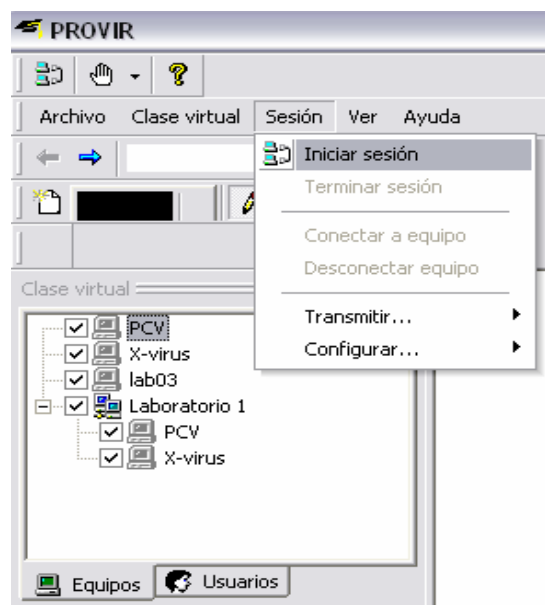 PROVIR
Archivo Clase virtual Sesión Ver Ayuda
Iniciar sesión
Terminar sesión
Conectar a equipo
Desconectar equipo
Transmitir...
Configurar...
Clase virtual
PCV
X-virus
lab03
Laboratorio 1
PCV
X-virus
Equipos Usuarios